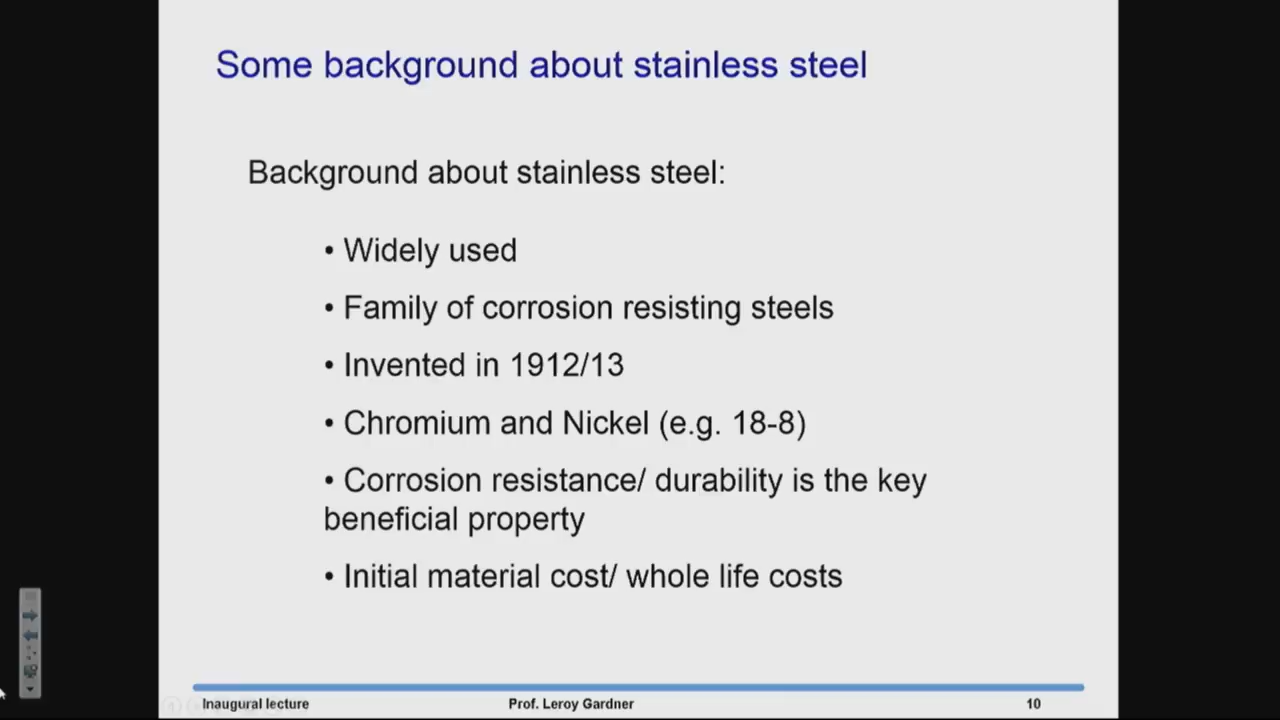 Some background about stainless steel
Background about stainless steel:
• Widely used
• Family of corrosion resisting steels
• Invented in 1912/13
• Chromium and Nickel (e.g. 18-8)
• Corrosion resistance/ durability is the key
beneficial property
• Initial material cost/ whole life costs
Inaugural lecture Prof. Leroy Gardner 10